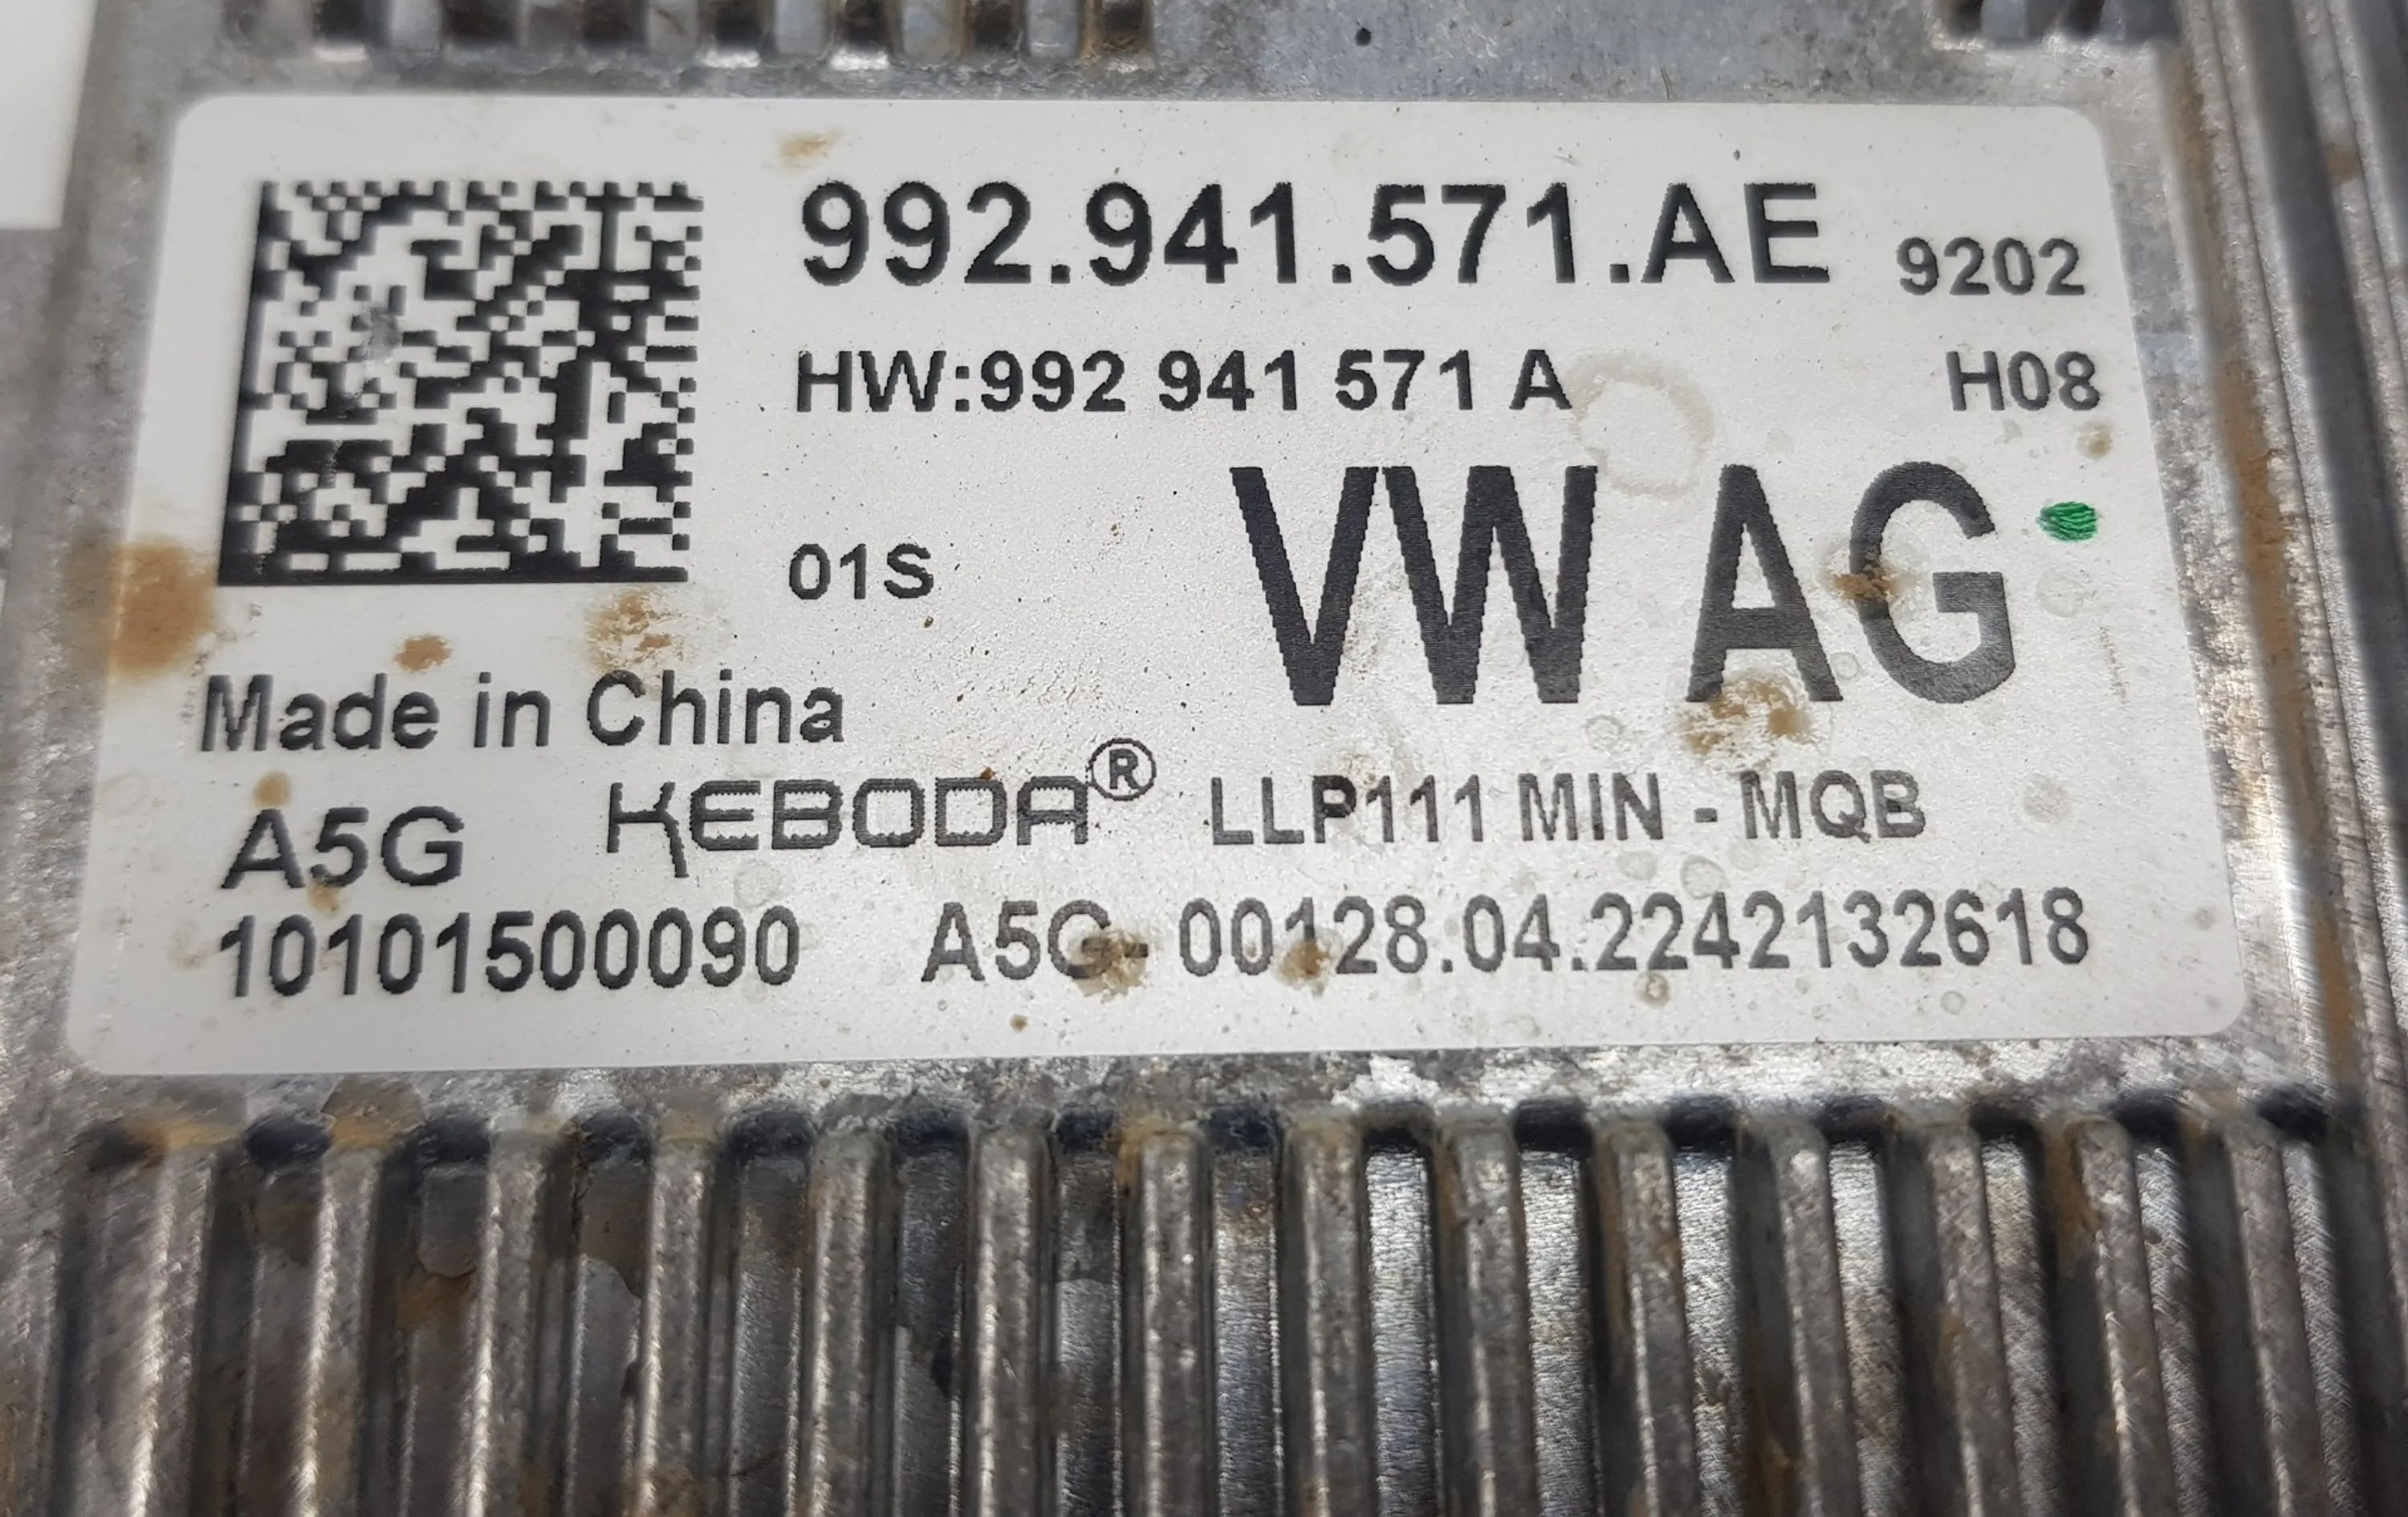 992.941.571.AE 9202
HW:992 941 571 A H08
01S VW AG
Made in China
A5G KEBODA® LLP111 MIN - MQB
10101500090 A5G- 00128.04.2242132618